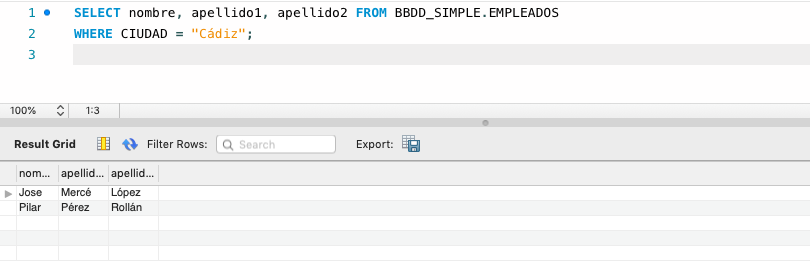 1 SELECT nombre, apellido1, apellido2 FROM BBDD_SIMPLE.EMPLEADOS
2 WHERE CIUDAD = "Cádiz";
3
100% 1:3
Result Grid Filter Rows: Search Export:
nom... apellid... apellid...
Jose Mercé López
Pilar Pérez Rollán